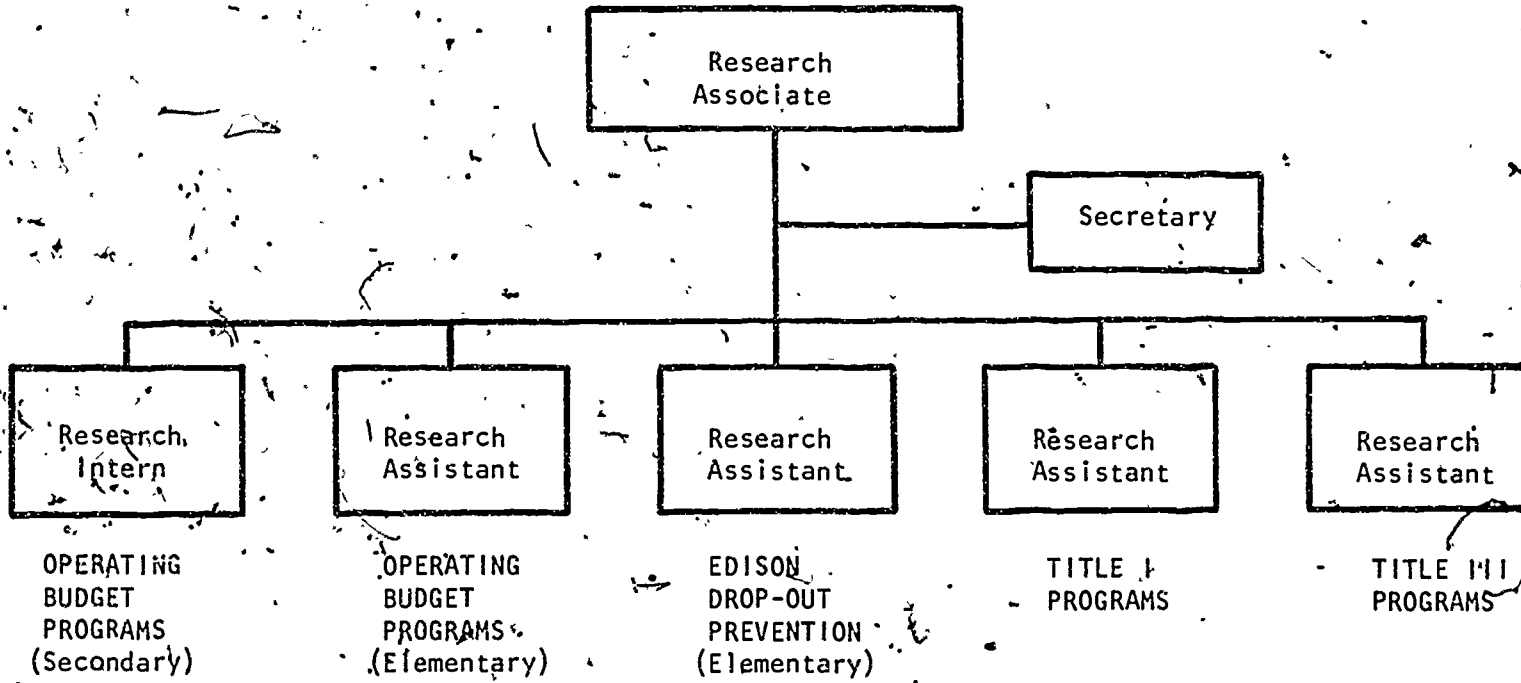 Research
Associate
Secretary
Research
Intern
Research
Assistant
Research
Assistant
Research
Assistant
Research
Assistant
OPERATING
BUDGET
PROGRAMS
(Secondary)
OPERATING
BUDGET
PROGRAMS
(Elementary)
EDISON
DROP-OUT
PREVENTION
(Elementary)
TITLE I
PROGRAMS
TITLE III
PROGRAMS